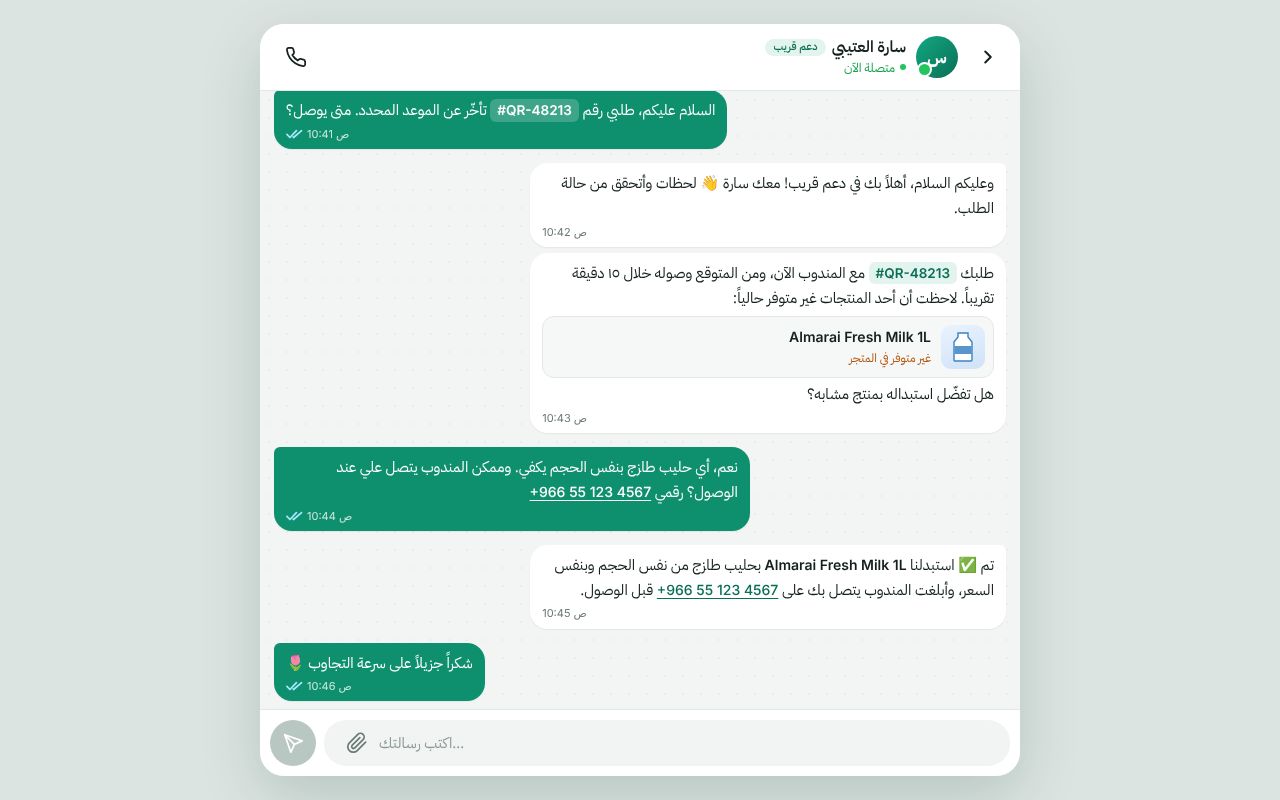 سارة العتيبي دعم قريب
متصلة الآن
س
السلام عليكم، طلبي رقم #QR-48213 تأخّر عن الموعد المحدد. متى يوصل؟
10:41 ص
وعليكم السلام، أهلاً بك في دعم قريب! معك سارة 👋 لحظات وأتحقق من حالة
الطلب.
10:42 ص
طلبك #QR-48213 مع المندوب الآن، ومن المتوقع وصوله خلال ١٥ دقيقة
تقريباً. لاحظت أن أحد المنتجات غير متوفر حالياً:
Almarai Fresh Milk 1L
غير متوفر في المتجر
هل تفضّل استبداله بمنتج مشابه؟
10:43 ص
نعم، أي حليب طازج بنفس الحجم يكفي. وممكن المندوب يتصل علي عند
الوصول؟ رقمي +966 55 123 4567
10:44 ص
تم ✅ استبدلنا Almarai Fresh Milk 1L بحليب طازج من نفس الحجم وبنفس
السعر، وأبلغت المندوب يتصل بك على +966 55 123 4567 قبل الوصول.
10:45 ص
شكراً جزيلاً على سرعة التجاوب 🌷
10:46 ص
اكتب رسالتك...